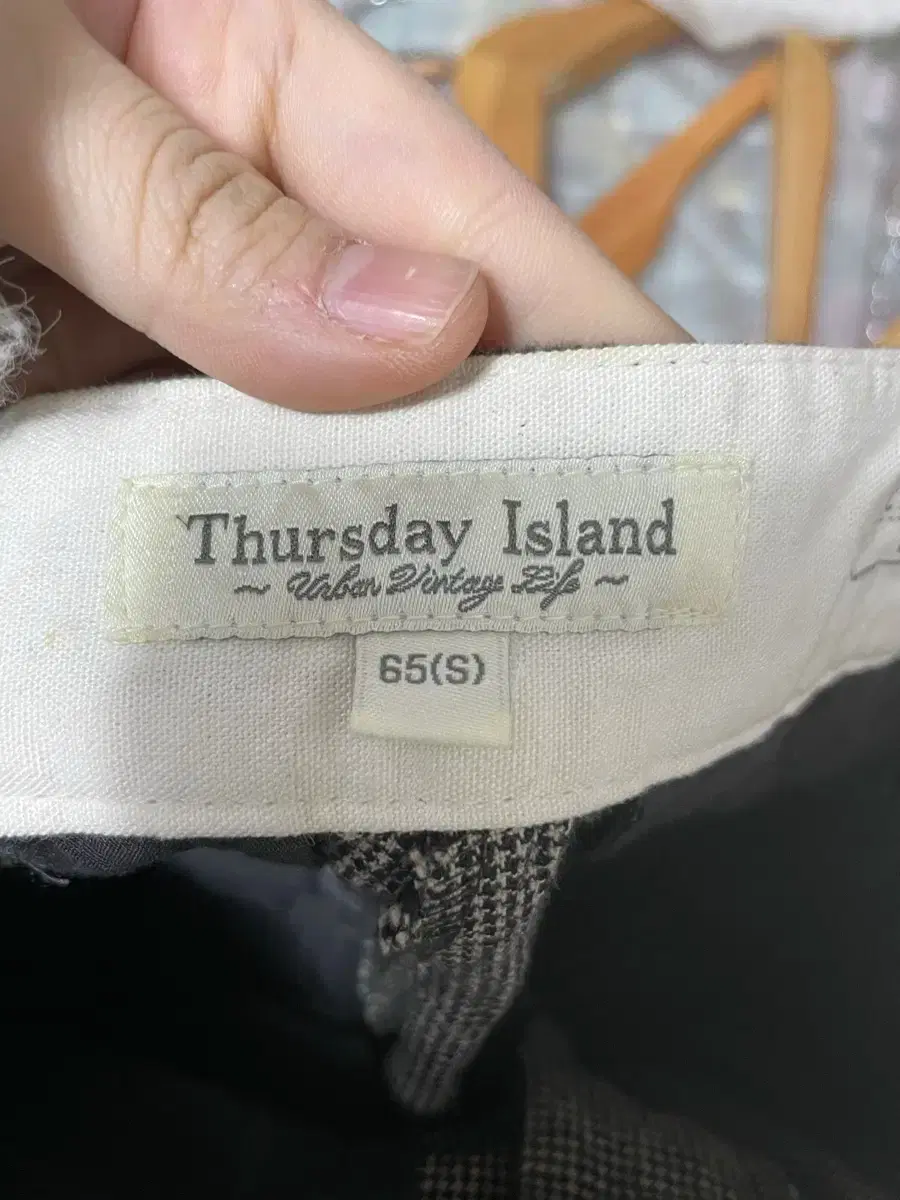 Thursday Island
~ Urban Vintage Life ~
65(S)